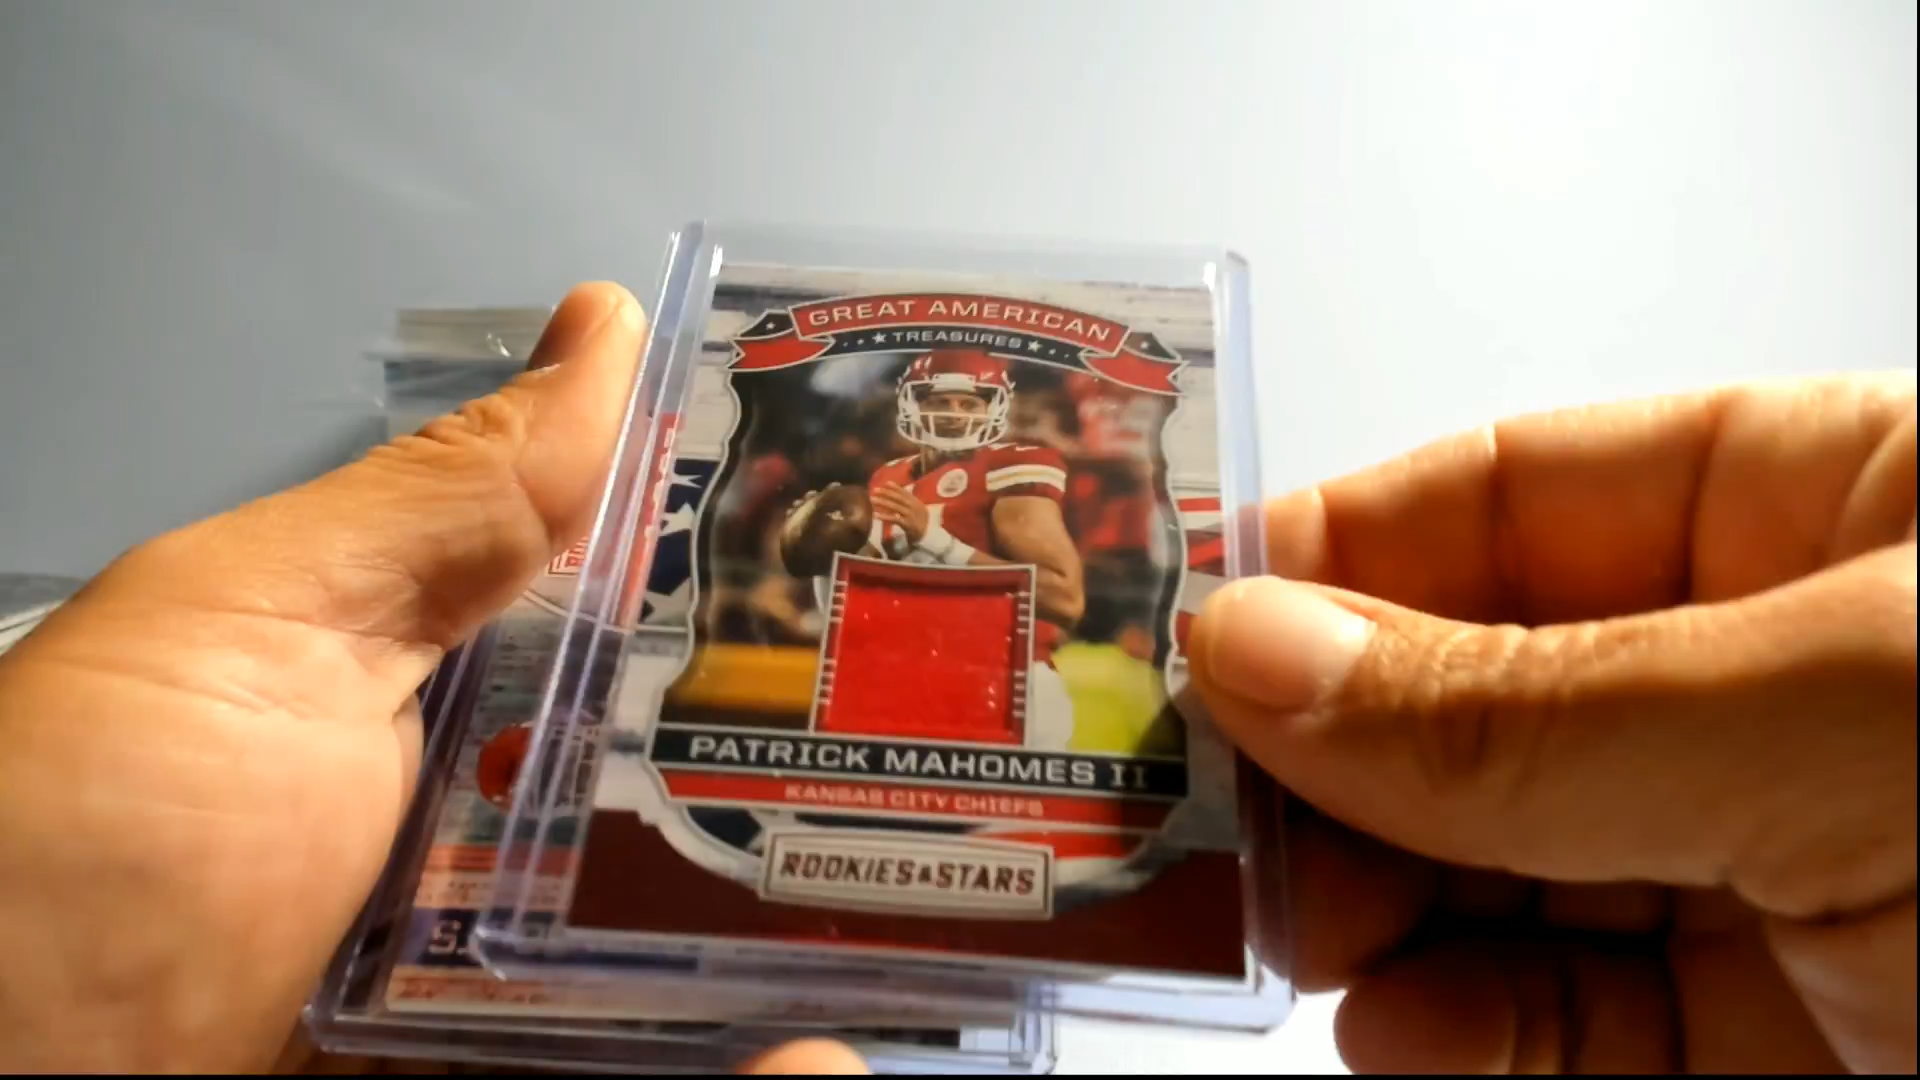 GREAT AMERICAN
TREASURES
PATRICK MAHOMES II
KANSAS CITY CHIEFS
ROOKIES & STARS